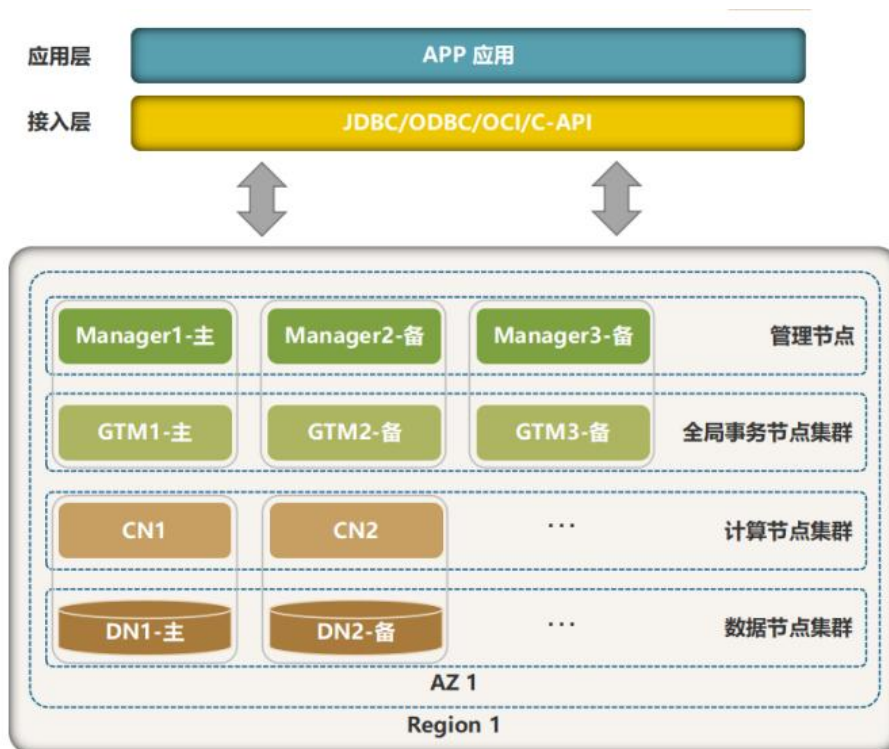 应用层
APP 应用
接入层
JDBC/ODBC/OCI/C-API
Manager1-主
Manager2-备
Manager3-备
管理节点
GTM1-主
GTM2-备
GTM3-备
全局事务节点集群
CN1
CN2
...
计算节点集群
DN1-主
DN2-备
...
数据节点集群
AZ 1
Region 1